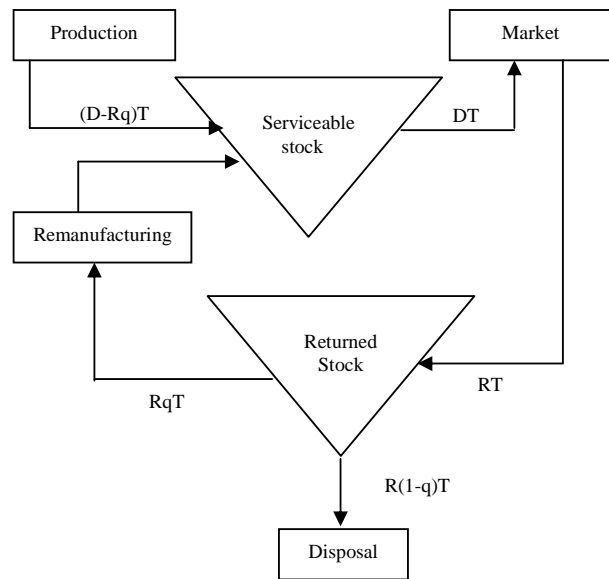 Production
Market
(D-Rq)T
Serviceable
stock
DT
Remanufacturing
Returned
Stock
RqT
RT
R(1-q)T
Disposal